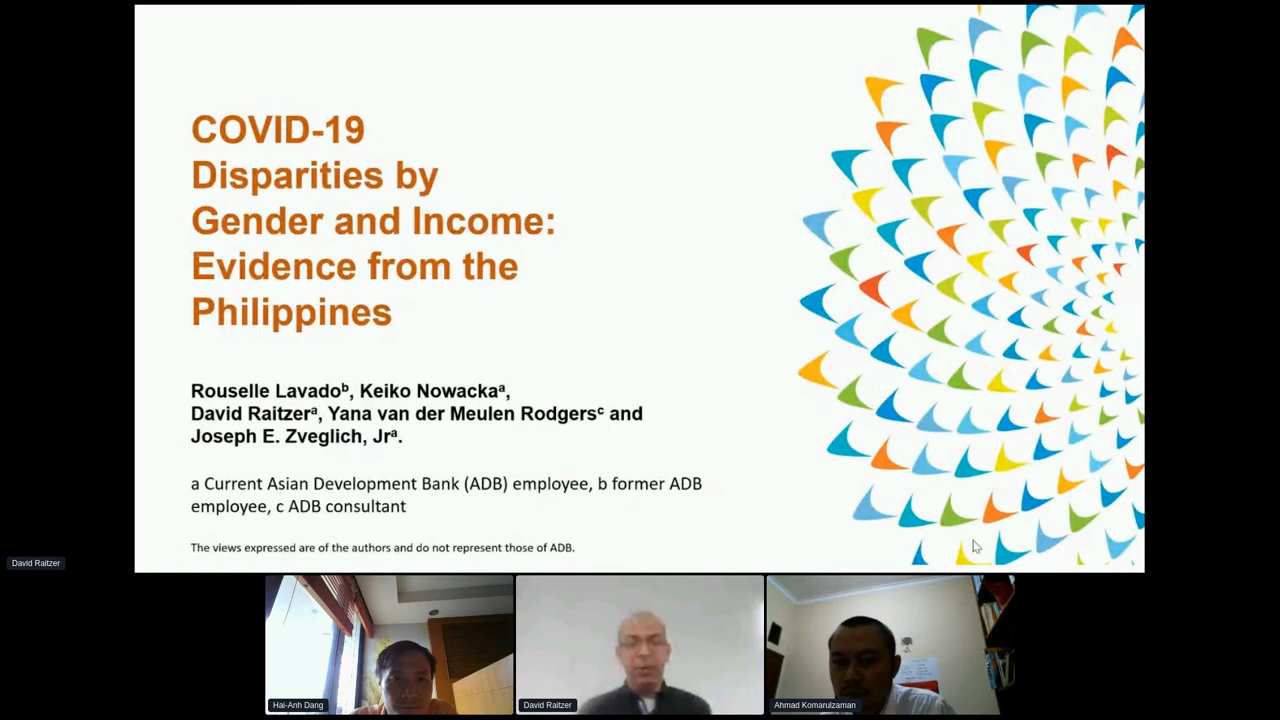 COVID-19
Disparities by
Gender and Income:
Evidence from the
Philippines
Rouselle Lavadoᵇ, Keiko Nowackaᵃ,
David Raitzerᵃ, Yana van der Meulen Rodgersᶜ and
Joseph E. Zveglich, Jrᵃ.
a Current Asian Development Bank (ADB) employee, b former ADB
employee, c ADB consultant
The views expressed are of the authors and do not represent those of ADB.
David Raitzer
Hai-Anh Dang
David Raitzer
Ahmad Komarulzaman